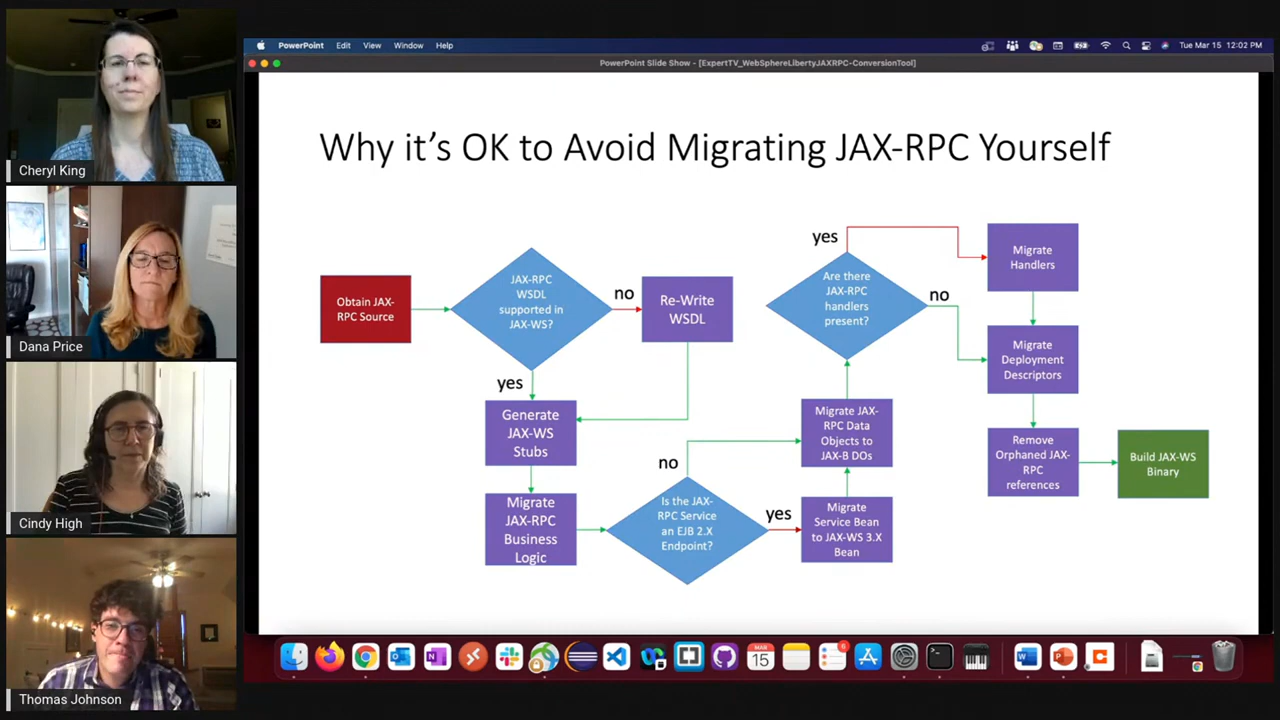 PowerPoint Edit View Window Help
Tue Mar 15 12:02 PM
PowerPoint Slide Show - [ExpertTV_WebSphereLibertyJAXRPC-ConversionTool]
Why it's OK to Avoid Migrating JAX-RPC Yourself
Obtain JAX-
RPC Source
JAX-RPC
WSDL
supported in
JAX-WS?
no
Re-Write
WSDL
yes
Generate
JAX-WS
Stubs
Migrate
JAX-RPC
Business
Logic
Is the JAX-
RPC Service
an EJB 2.X
Endpoint?
no
yes
Migrate
Service Bean
to JAX-WS 3.X
Bean
Migrate JAX-
RPC Data
Objects to
JAX-B DOs
Are there
JAX-RPC
handlers
present?
yes
no
Migrate
Handlers
Migrate
Deployment
Descriptors
Remove
Orphaned JAX-
RPC
references
Build JAX-WS
Binary
Cheryl King
Dana Price
Cindy High
Thomas Johnson
MAR
15
6